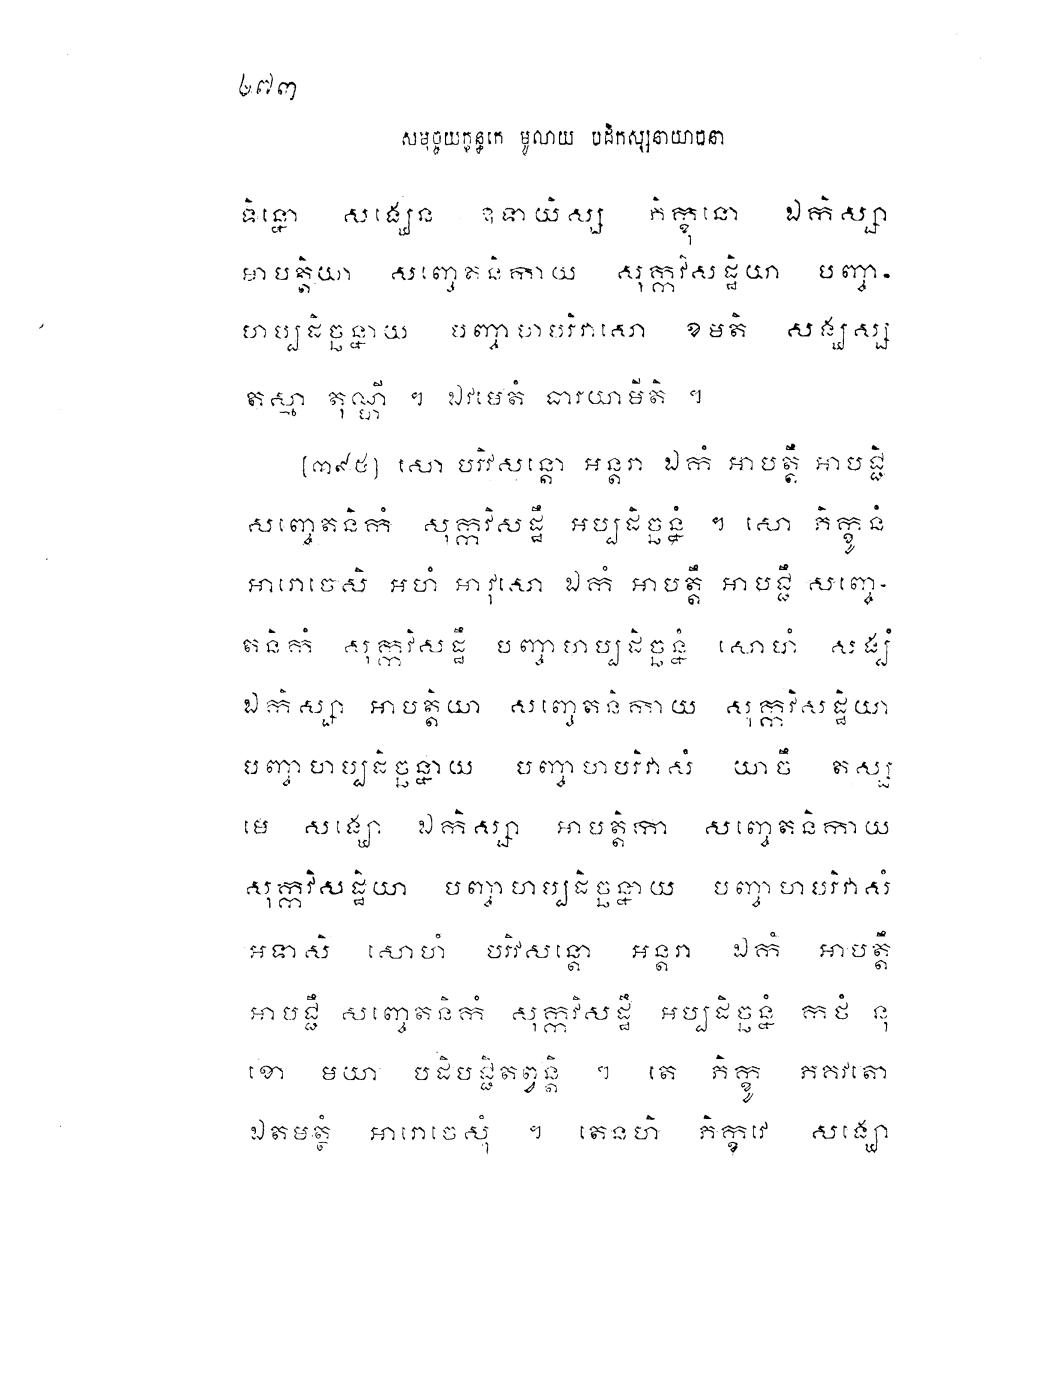 ៦៧៣
សមុច្ចយក្ខន្ធកេ មូលាយ បដិកស្សនាយាចនា
ទិន្នោ សង្ឃេន ឧទាយិស្ស ភិក្ខុនោ ឯកិស្សា
អាបត្តិយា សញ្ចេតនិកាយ សុក្កវិសដ្ឋិយា បញ្ចា-
ហប្បដិច្ឆន្នាយ បញ្ចាហបរិវាសោ ខមតិ សង្ឃស្ស
តស្មា តុណ្ហី ។ ឯវមេតំ ធារយាមីតិ ។
[៣៩៥] សោ បរិវសន្តោ អន្តរា ឯកំ អាបត្តឹ អាបជ្ជិ
សញ្ចេតនិកំ សុក្កវិសដ្ឋឹ អប្បដិច្ឆន្នំ ។ សោ ភិក្ខូនំ
អារោចេសិ អហំ អាវុសោ ឯកំ អាបត្តឹ អាបជ្ជឹ សញ្ចេ-
តនិកំ សុក្កវិសដ្ឋឹ បញ្ចាហប្បដិច្ឆន្នំ សោហំ សង្ឃំ
ឯកិស្សា អាបត្តិយា សញ្ចេតនិកាយ សុក្កវិសដ្ឋិយា
បញ្ចាហប្បដិច្ឆន្នាយ បញ្ចាហបរិវាសំ យាចឹ តស្ស
មេ សង្ឃោ ឯកិស្សា អាបត្តិកា សញ្ចេតនិកាយ
សុក្កវិសដ្ឋិយា បញ្ចាហប្បដិច្ឆន្នាយ បញ្ចាហបរិវាសំ
អទាសិ សោហំ បរិវសន្តោ អន្តរា ឯកំ អាបត្តឹ
អាបជ្ជឹ សញ្ចេតនិកំ សុក្កវិសដ្ឋឹ អប្បដិច្ឆន្នំ កថំ នុ
ខោ មយា បដិបជ្ជិតព្វន្តិ ។ តេ ភិក្ខូ ភគវតោ
ឯតមត្ថំ អារោចេសុំ ។ តេនហិ ភិក្ខវេ សង្ឃោ